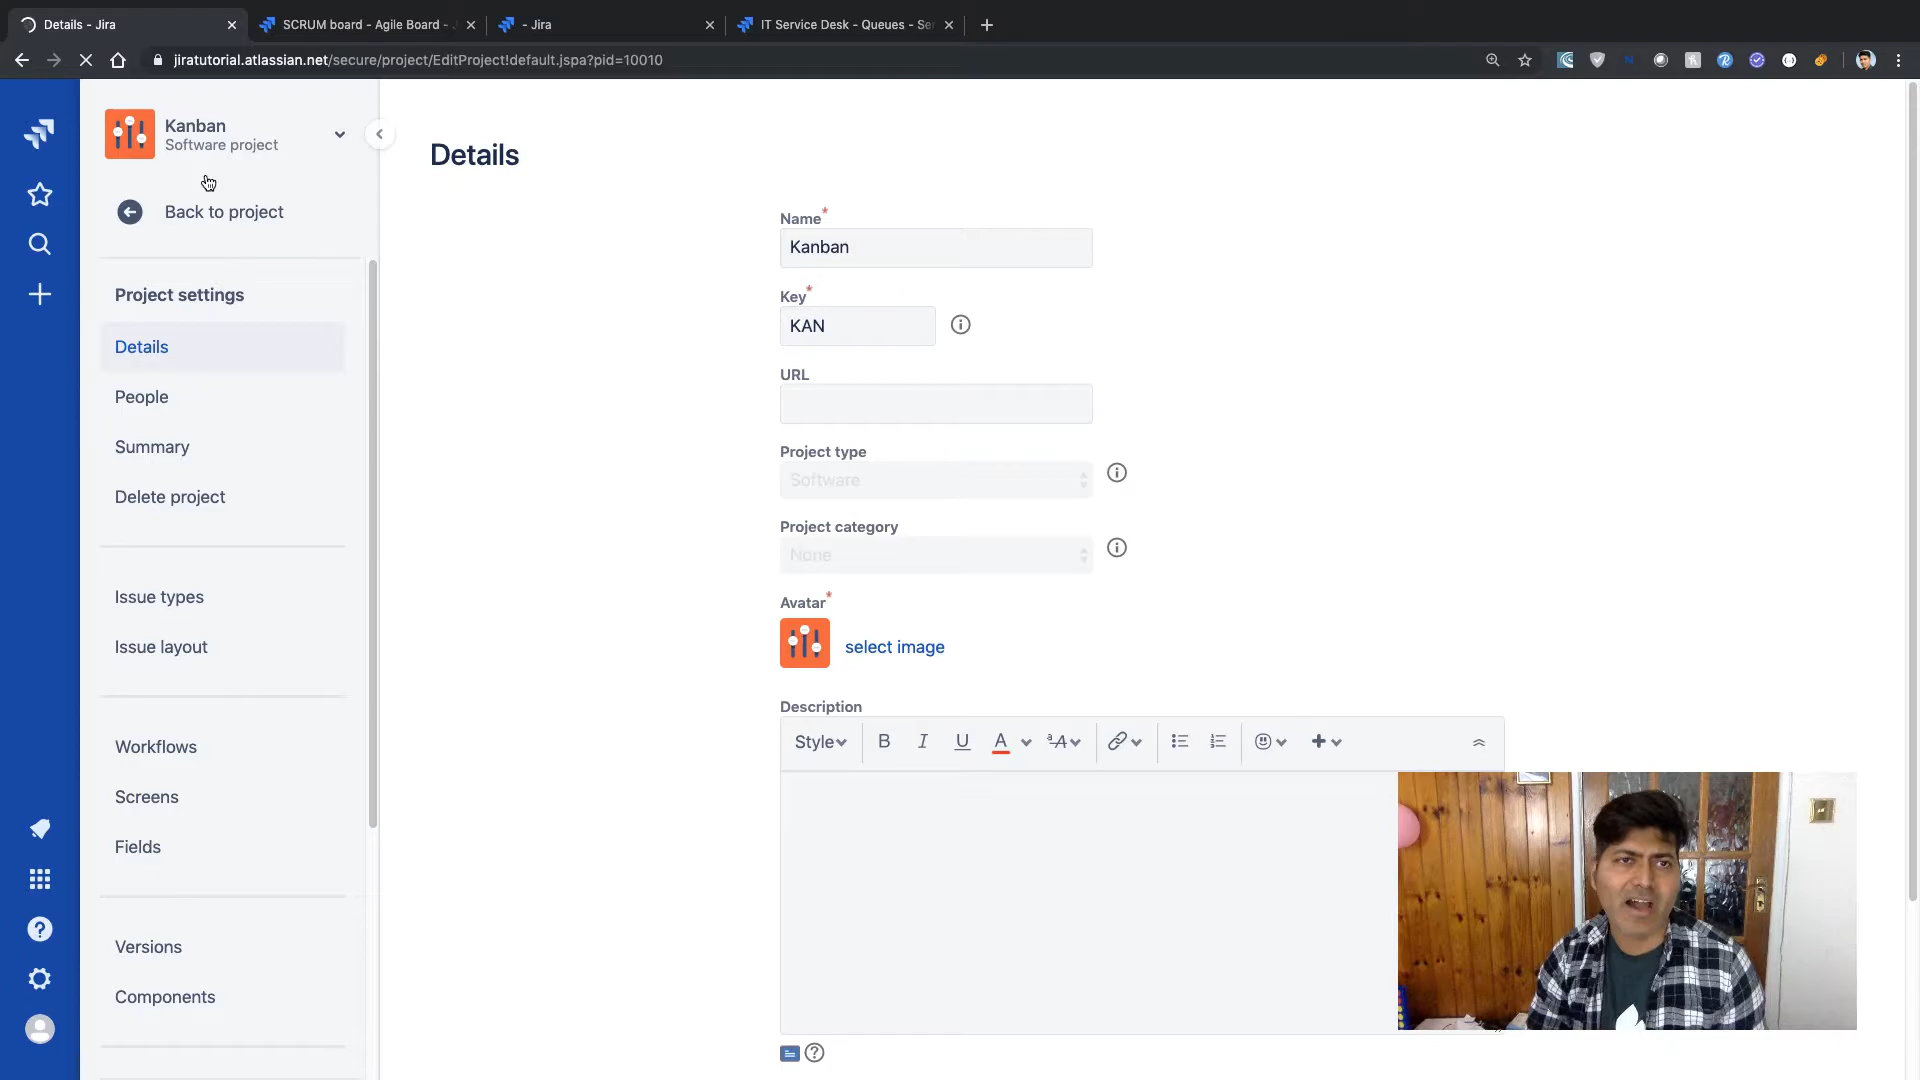 Details - Jira
SCRUM board - Agile Board -
- Jira
IT Service Desk - Queues - Se
jiratutorial.atlassian.net/secure/project/EditProject!default.jspa?pid=10010
Kanban
Software project
Back to project
Project settings
Details
People
Summary
Delete project
Issue types
Issue layout
Workflows
Screens
Fields
Versions
Components
Details
Name*
Kanban
Key*
KAN
URL
Project type
Software
Project category
None
Avatar*
select image
Description
Style
B
I
U
A
ªA